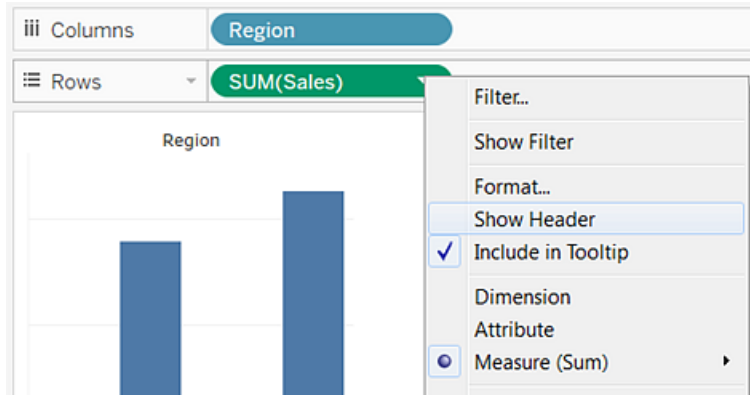 Columns
Region
Rows
SUM(Sales)
Region
Filter...
Show Filter
Format...
Show Header
Include in Tooltip
Dimension
Attribute
Measure (Sum)